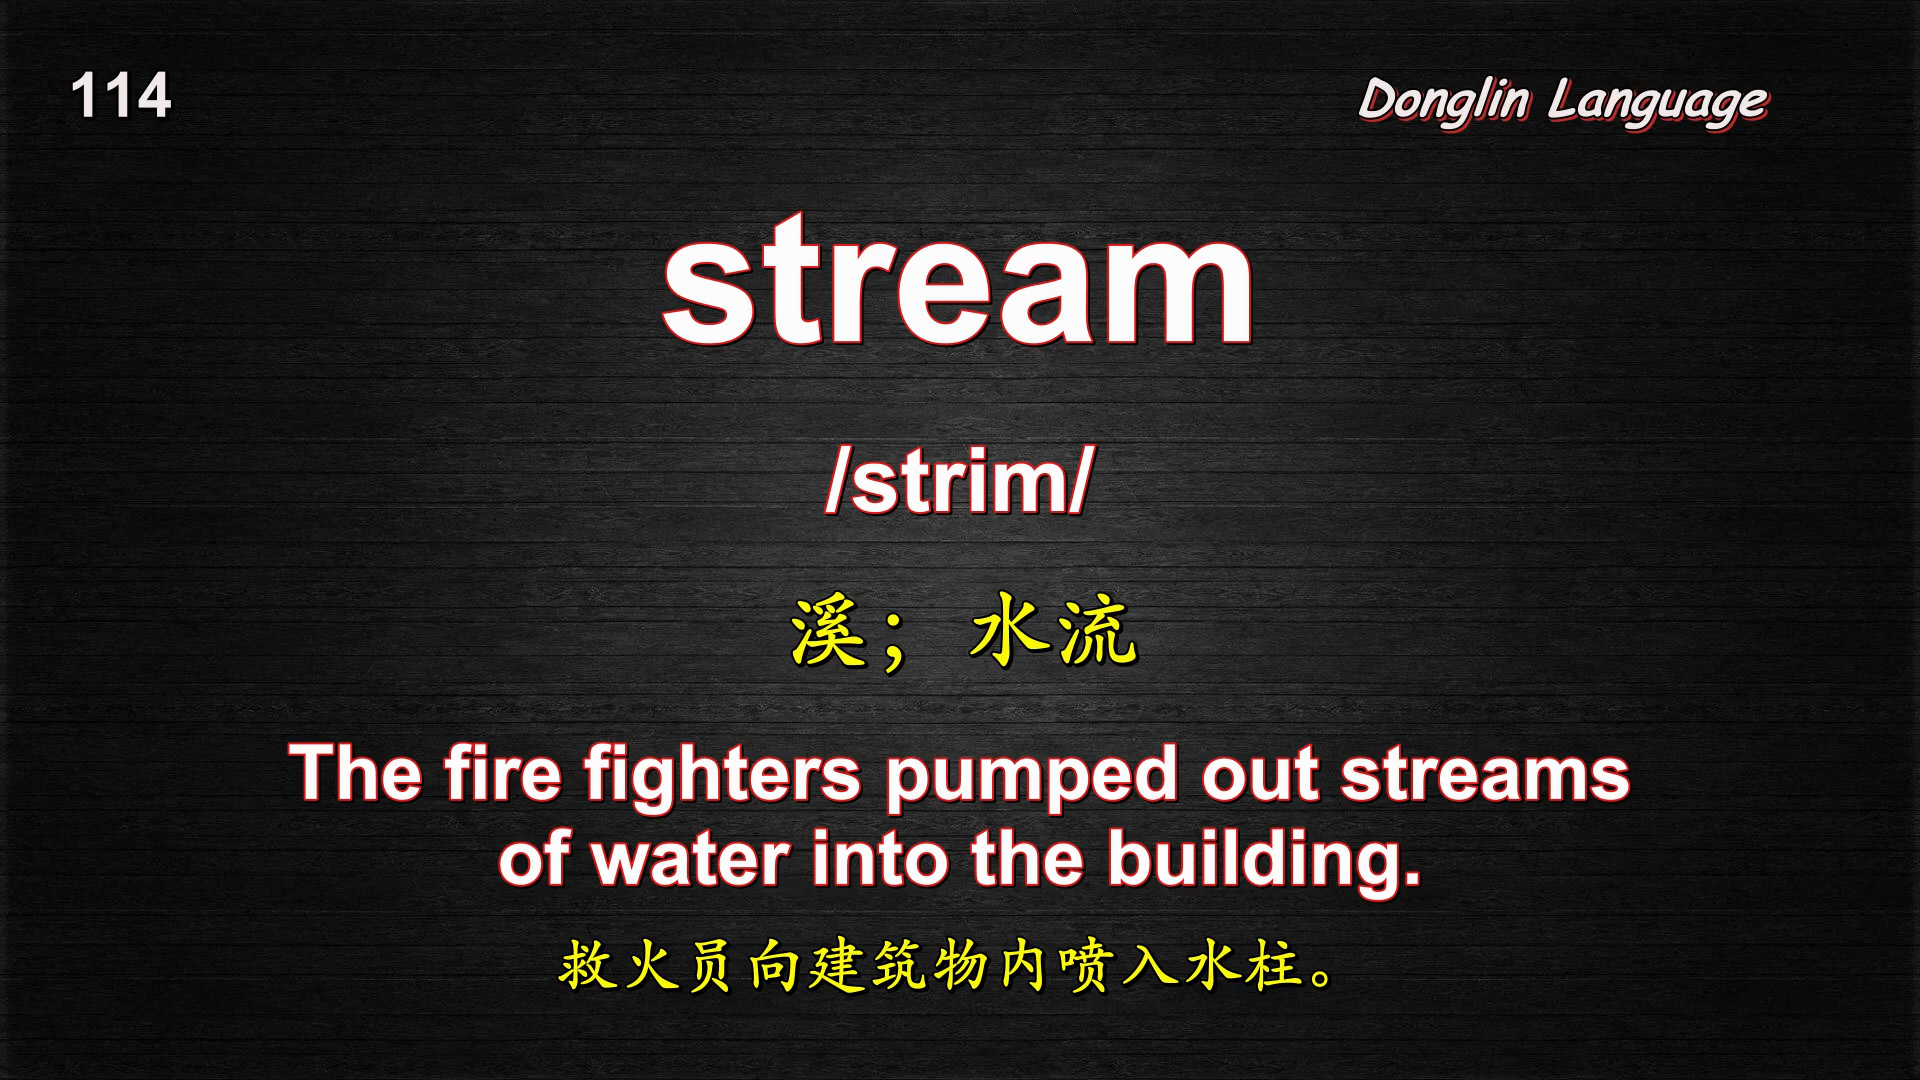 114
Donglin Language
stream
/strim/
溪；水流
The fire fighters pumped out streams
of water into the building.
救火员向建筑物内喷入水柱。